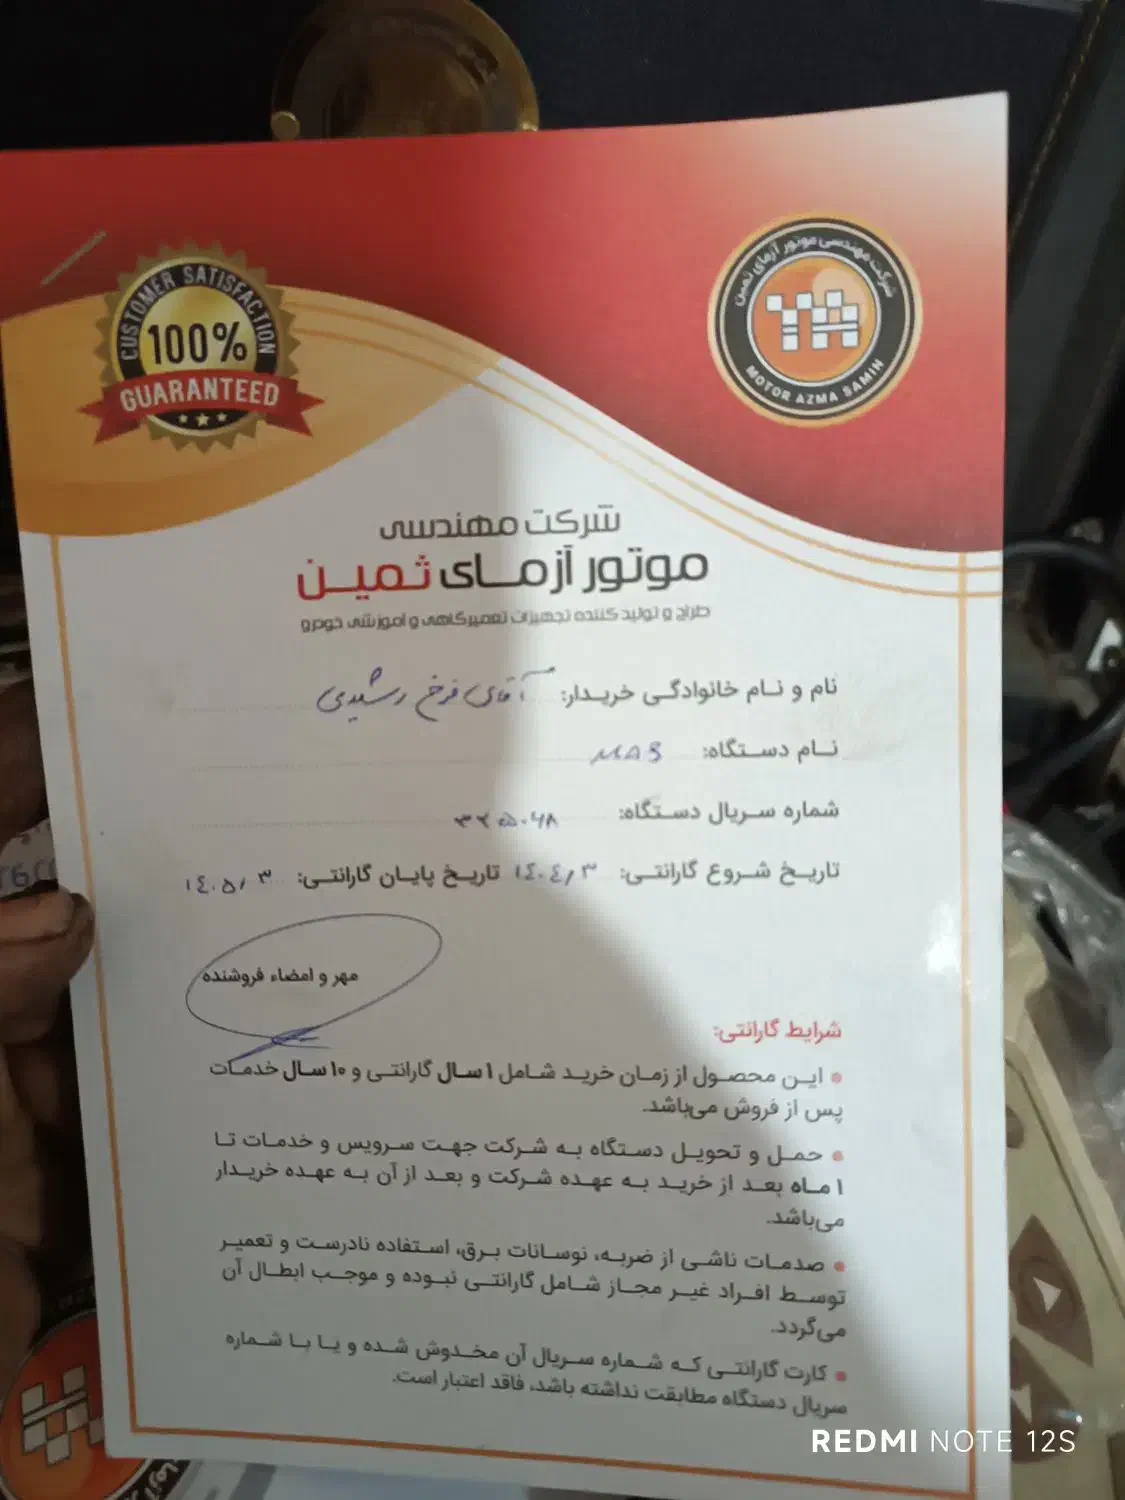 CUSTOMER SATISFACTION
100%
GUARANTEED
شرکت مهندسی موتور آزمای ثمین
MOTOR AZMA SAMIN
شرکت مهندسی
موتور آزمای ثمین
طراح و تولید کننده تجهیزات تعمیرگاهی و آموزشی خودرو
نام و نام خانوادگی خریدار: آقای فرخ رشیدی
نام دستگاه:
شماره سریال دستگاه:
تاریخ شروع گارانتی: ۱۴۰۴/۳ تاریخ پایان گارانتی: ۱۴۰۵/۳
مهر و امضاء فروشنده
شرایط گارانتی:
این محصول از زمان خرید شامل ۱ سال گارانتی و ۱۰ سال خدمات
پس از فروش می‌باشد.
حمل و تحویل دستگاه به شرکت جهت سرویس و خدمات تا
۱ ماه بعد از خرید به عهده شرکت و بعد از آن به عهده خریدار
می‌باشد.
صدمات ناشی از ضربه، نوسانات برق، استفاده نادرست و تعمیر
توسط افراد غیر مجاز شامل گارانتی نبوده و موجب ابطال آن
می‌گردد.
کارت گارانتی که شماره سریال آن مخدوش شده و یا با شماره
سریال دستگاه مطابقت نداشته باشد، فاقد اعتبار است.
REDMI NOTE 12S